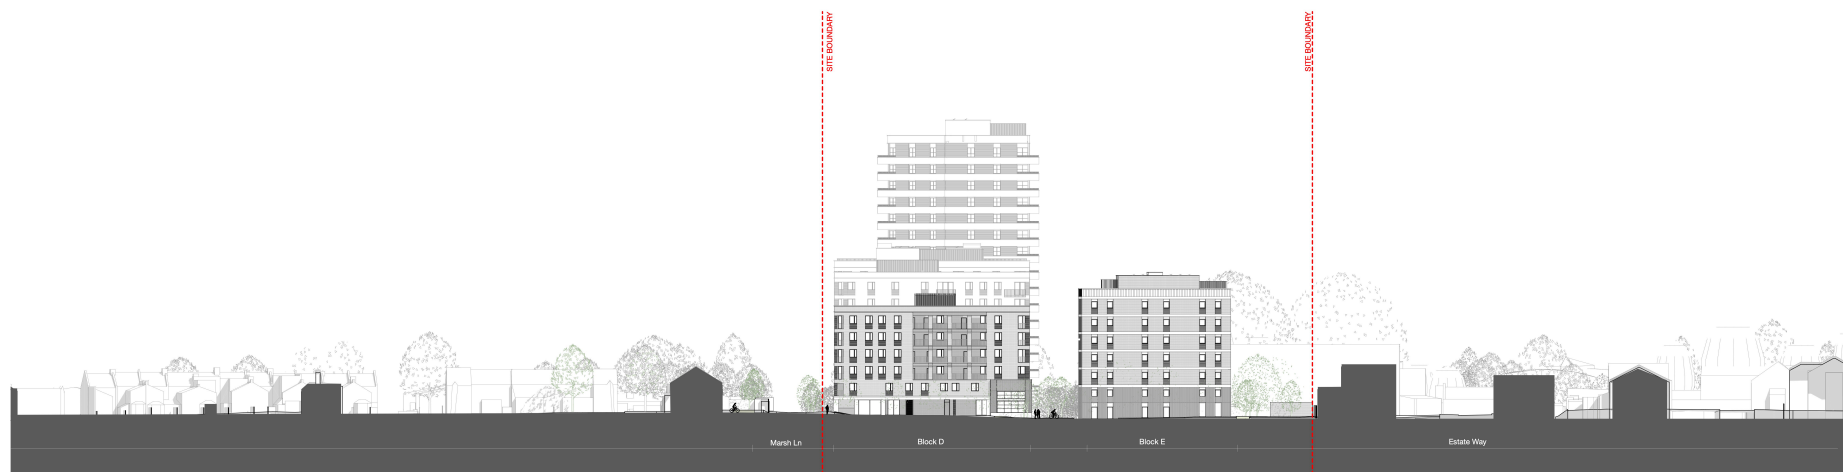 SITE BOUNDARY
SITE BOUNDARY
Marsh Ln
Block D
Block E
Estate Way